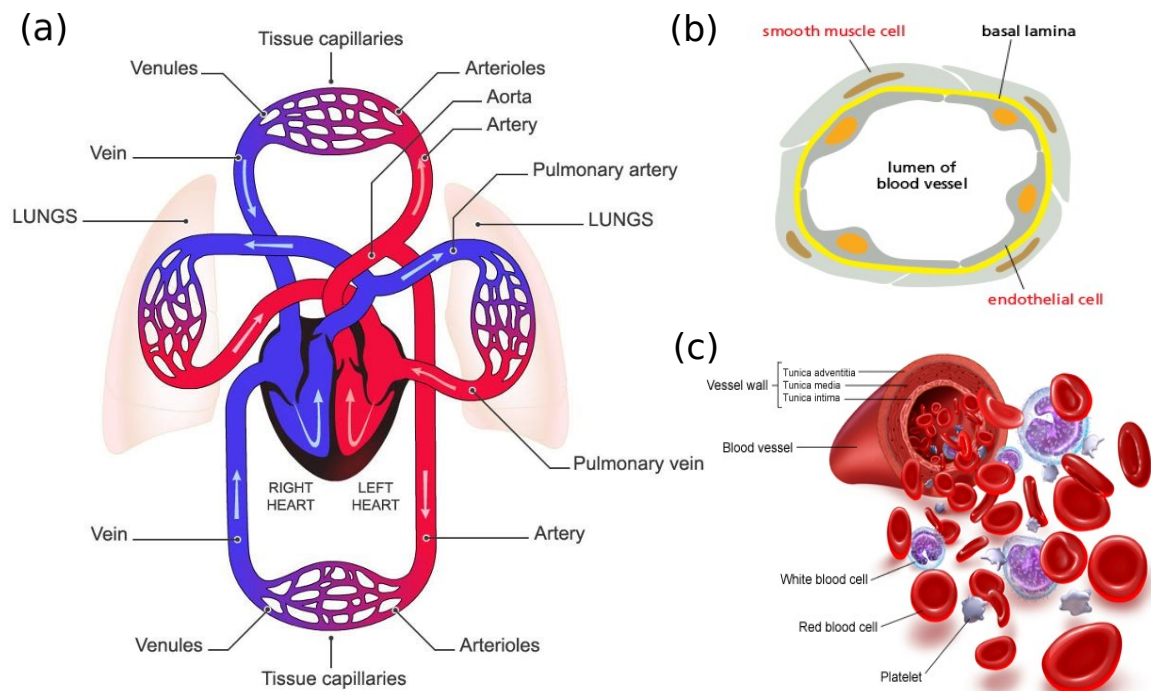 (a)
Tissue capillaries
Venules
Arterioles
Aorta
Artery
Vein
Pulmonary artery
LUNGS
LUNGS
Pulmonary vein
RIGHT
HEART
LEFT
HEART
Vein
Artery
Venules
Arterioles
Tissue capillaries
(b)
smooth muscle cell
basal lamina
lumen of
blood vessel
endothelial cell
(c)
Vessel wall
Tunica adventitia
Tunica media
Tunica intima
Blood vessel
White blood cell
Red blood cell
Platelet